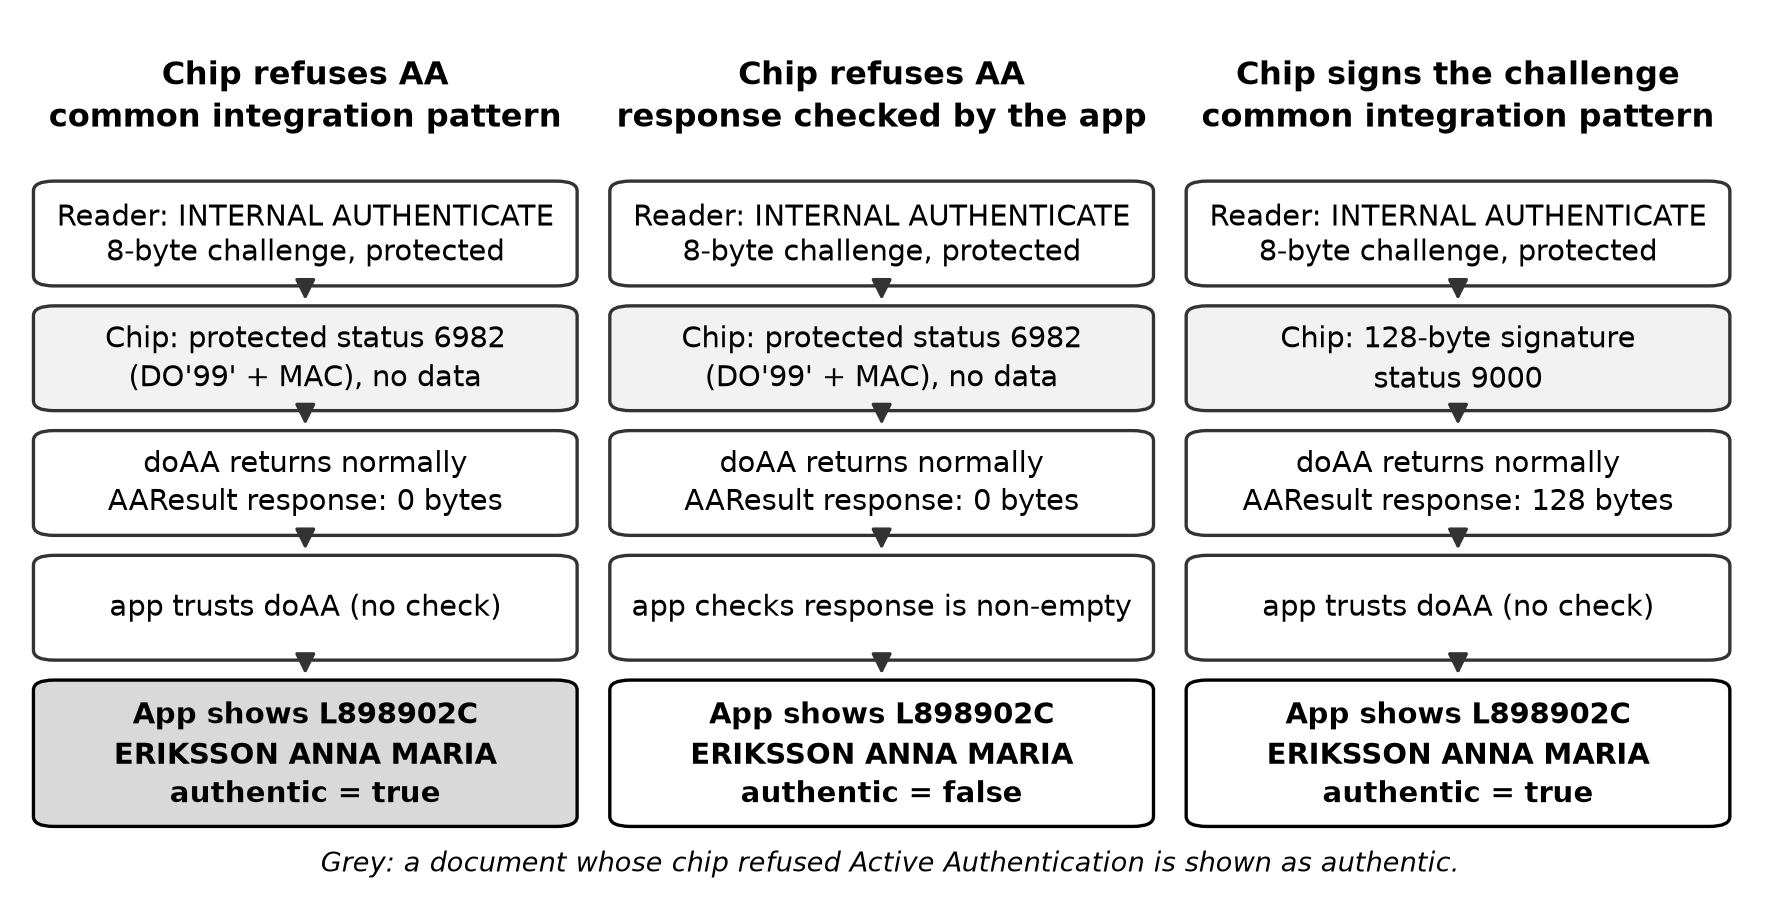 Chip refuses AA
common integration pattern
Reader: INTERNAL AUTHENTICATE
8-byte challenge, protected
Chip: protected status 6982
(DO'99' + MAC), no data
doAA returns normally
AAResult response: 0 bytes
app trusts doAA (no check)
App shows L898902C
ERIKSSON ANNA MARIA
authentic = true
Chip refuses AA
response checked by the app
Reader: INTERNAL AUTHENTICATE
8-byte challenge, protected
Chip: protected status 6982
(DO'99' + MAC), no data
doAA returns normally
AAResult response: 0 bytes
app checks response is non-empty
App shows L898902C
ERIKSSON ANNA MARIA
authentic = false
Chip signs the challenge
common integration pattern
Reader: INTERNAL AUTHENTICATE
8-byte challenge, protected
Chip: 128-byte signature
status 9000
doAA returns normally
AAResult response: 128 bytes
app trusts doAA (no check)
App shows L898902C
ERIKSSON ANNA MARIA
authentic = true
Grey: a document whose chip refused Active Authentication is shown as authentic.